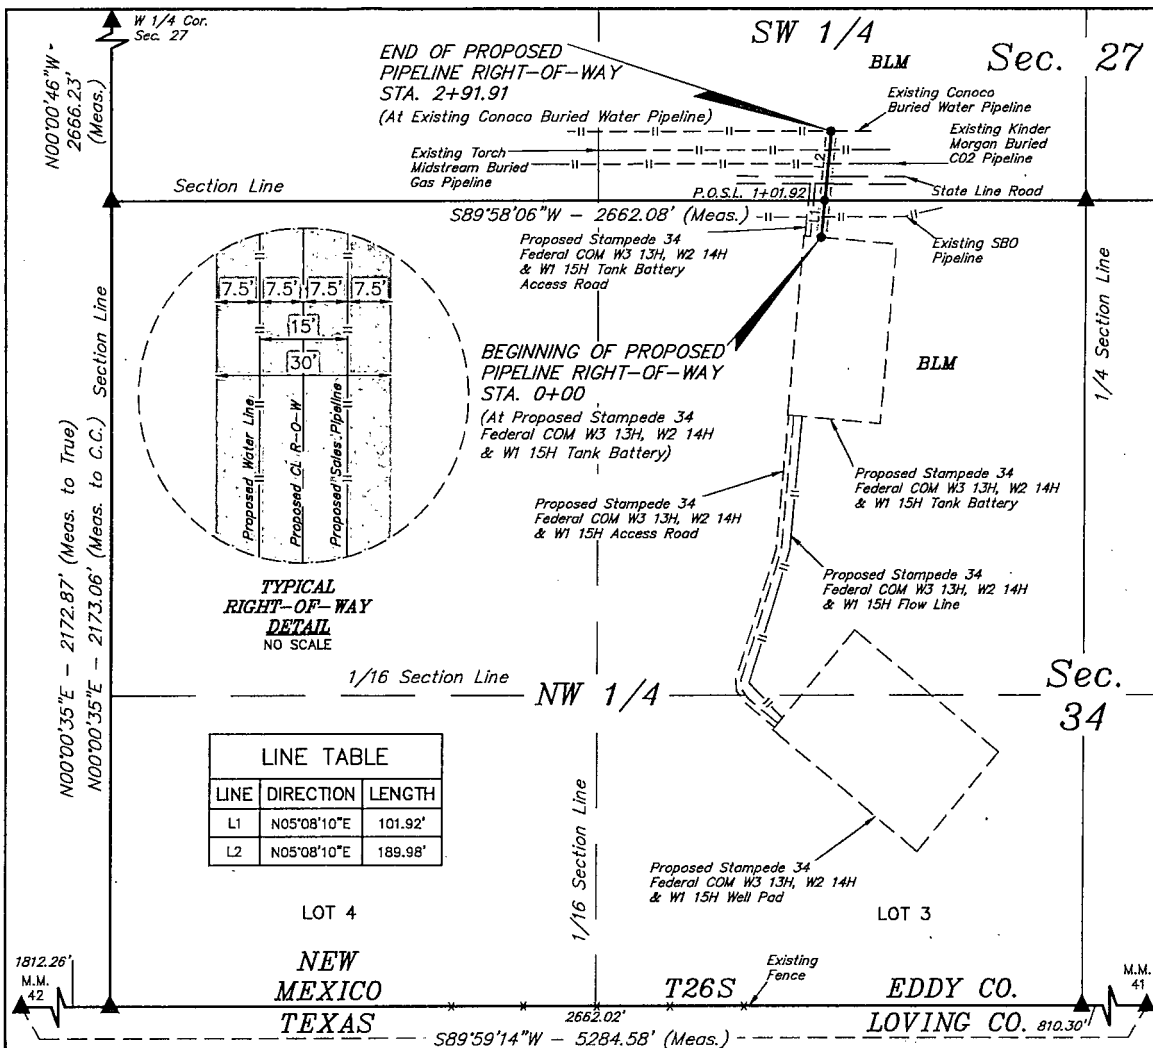 W 1/4 Cor.
Sec. 27
N00°00'46"W -
2666.23'
(Meas.)
SW 1/4
BLM
Sec. 27
END OF PROPOSED
PIPELINE RIGHT-OF-WAY
STA. 2+91.91
(At Existing Conoco Buried Water Pipeline)
Existing Conoco
Buried Water Pipeline
Existing Torch
Midstream Buried
Gas Pipeline
Existing Kinder
Morgan Buried
CO2 Pipeline
L2
Section Line
P.O.S.L. 1+01.92
State Line Road
S89°58'06"W - 2662.08' (Meas.)
L1
Proposed Stampede 34
Federal COM W3 13H, W2 14H
& W1 15H Tank Battery
Access Road
Existing SBO
Pipeline
7.5' 7.5' 7.5' 7.5'
15'
30'
Proposed Water Line
Proposed CL R-O-W
Proposed Sales Pipeline
TYPICAL
RIGHT-OF-WAY
DETAIL
NO SCALE
BEGINNING OF PROPOSED
PIPELINE RIGHT-OF-WAY
STA. 0+00
(At Proposed Stampede 34
Federal COM W3 13H, W2 14H
& W1 15H Tank Battery)
BLM
1/4 Section Line
Section Line
N00°00'35"E - 2172.87' (Meas. to True)
N00°00'35"E - 2173.06' (Meas. to C.C.)
Proposed Stampede 34
Federal COM W3 13H, W2 14H
& W1 15H Tank Battery
Proposed Stampede 34
Federal COM W3 13H, W2 14H
& W1 15H Access Road
Proposed Stampede 34
Federal COM W3 13H, W2 14H
& W1 15H Flow Line
1/16 Section Line
NW 1/4
Sec.
34
LINE TABLE
LINE DIRECTION LENGTH
L1 N05°08'10"E 101.92'
L2 N05°08'10"E 189.98'
1/16 Section Line
Proposed Stampede 34
Federal COM W3 13H, W2 14H
& W1 15H Well Pad
LOT 4
LOT 3
1812.26'
M.M.
42
NEW
MEXICO
TEXAS
T26S
Existing
Fence
EDDY CO.
LOVING CO.
810.30'
M.M.
41
2662.02'
S89°59'14"W - 5284.58' (Meas.)